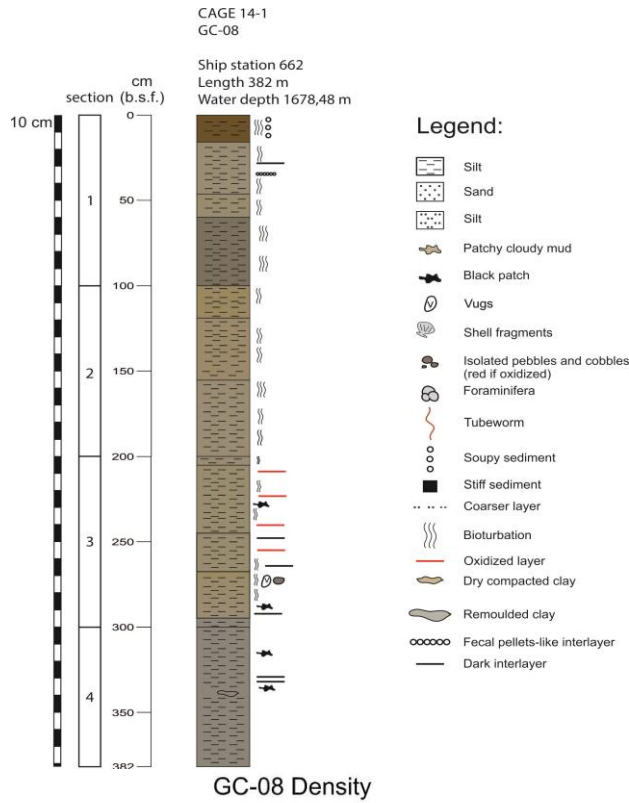 CAGE 14-1
GC-08
Ship station 662
Length 382 m
Water depth 1678,48 m
10 cm
section
cm
(b.s.f.)
0
50
100
150
200
250
300
350
382
1
2
3
4
Legend:
Silt
Sand
Silt
Patchy cloudy mud
Black patch
Vugs
Shell fragments
Isolated pebbles and cobbles
(red if oxidized)
Foraminifera
Tubeworm
Soupy sediment
Stiff sediment
Coarser layer
Bioturbation
Oxidized layer
Dry compacted clay
Remoulded clay
Fecal pellets-like interlayer
Dark interlayer
GC-08 Density